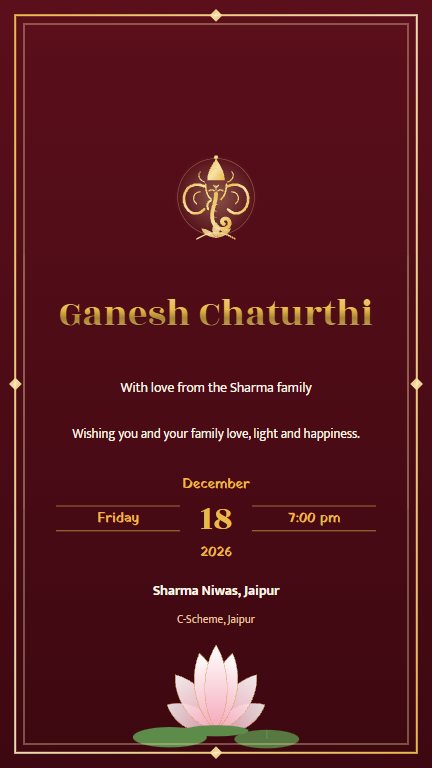 Ganesh Chaturthi
With love from the Sharma family
Wishing you and your family love, light and happiness.
December
Friday 18 7:00 pm
2026
Sharma Niwas, Jaipur
C-Scheme, Jaipur